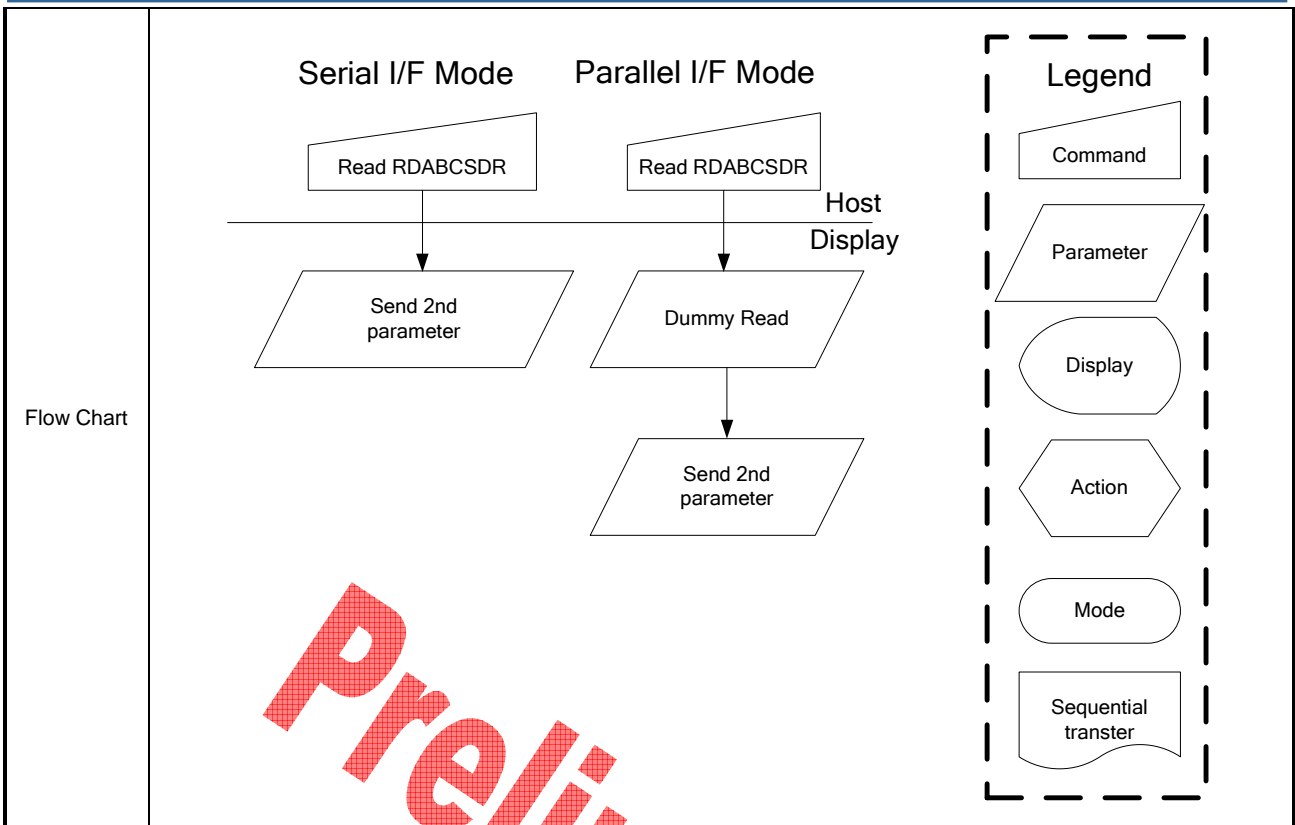 Flow Chart
Serial I/F Mode
Parallel I/F Mode
Read RDABCSDR
Read RDABCSDR
Host
Display
Send 2nd
parameter
Dummy Read
Send 2nd
parameter
Legend
Command
Parameter
Display
Action
Mode
Sequential
transter